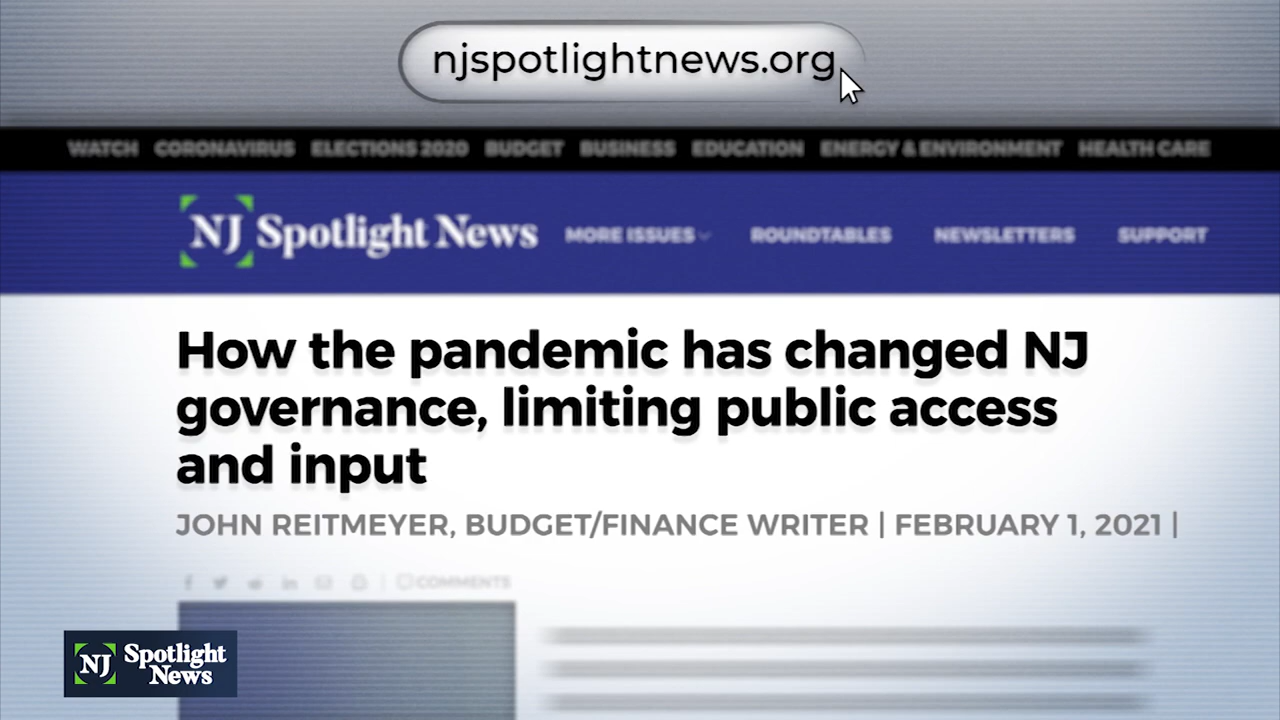 njspotlightnews.org
WATCH CORONAVIRUS ELECTIONS 2020 BUDGET BUSINESS EDUCATION ENERGY & ENVIRONMENT HEALTH CARE
NJ Spotlight News MORE ISSUES ROUNDTABLES NEWSLETTERS SUPPORT
How the pandemic has changed NJ
governance, limiting public access
and input
JOHN REITMEYER, BUDGET/FINANCE WRITER | FEBRUARY 1, 2021 |
COMMENTS
NJ Spotlight
News